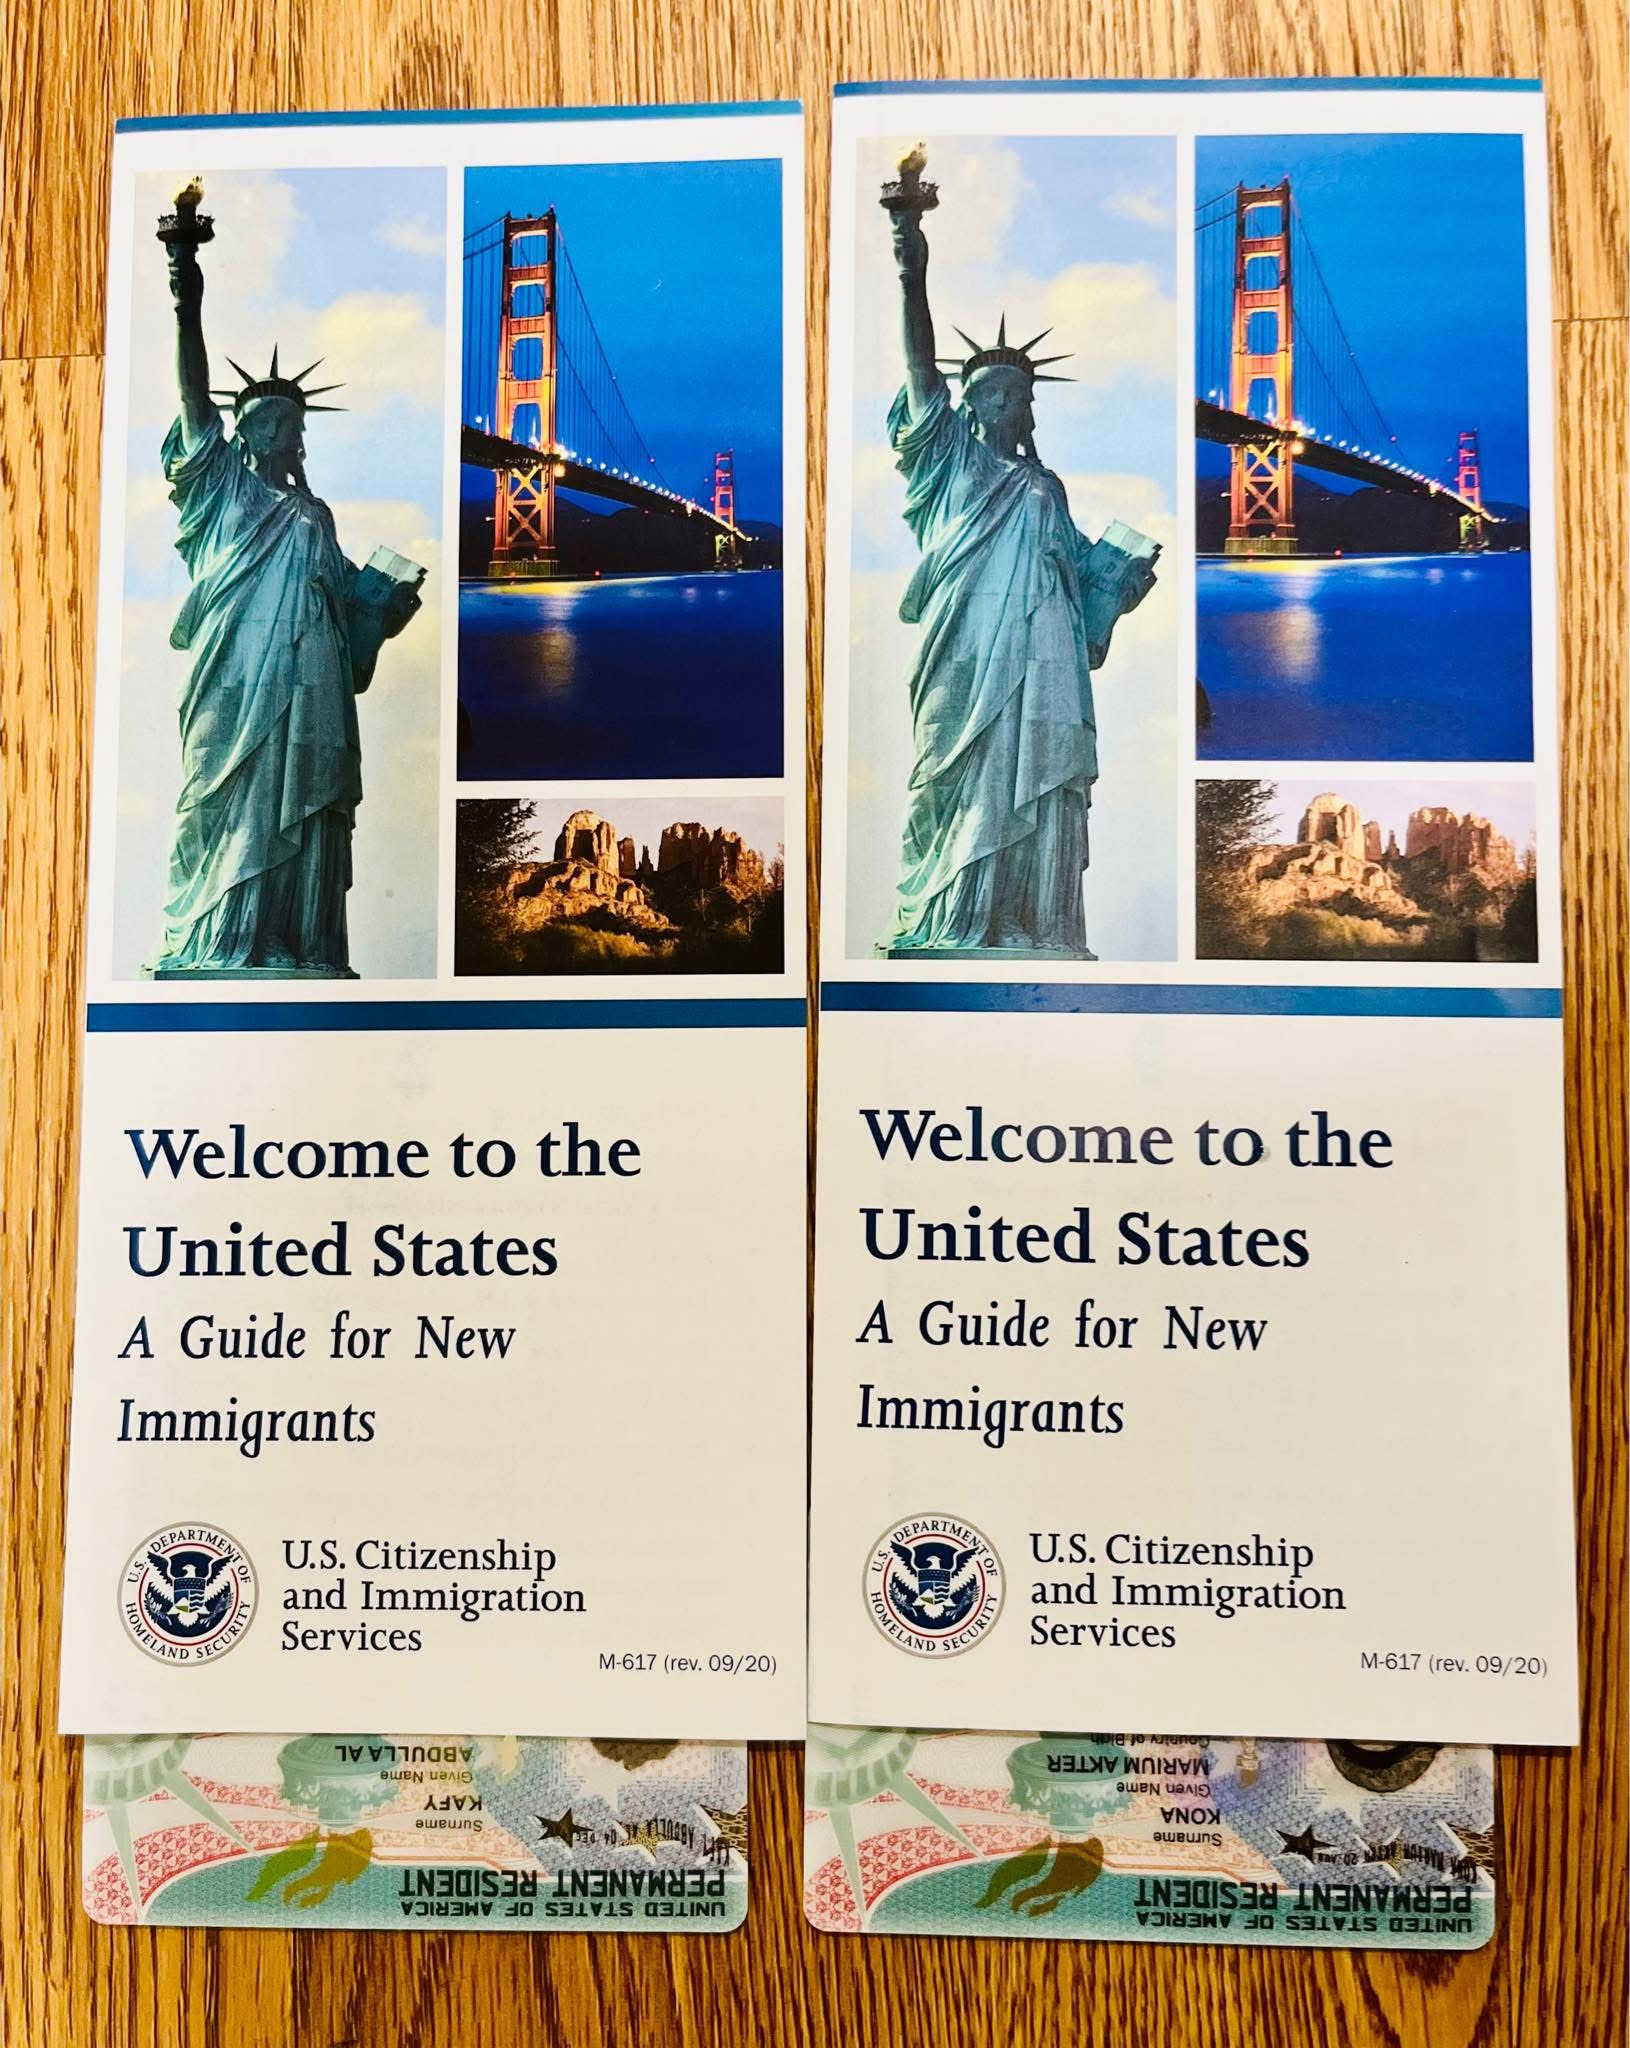 Welcome to the
United States
A Guide for New
Immigrants
U.S. DEPARTMENT OF
HOMELAND SECURITY
U.S. Citizenship
and Immigration
Services
M-617 (rev. 09/20)
Welcome to the
United States
A Guide for New
Immigrants
U.S. DEPARTMENT OF
HOMELAND SECURITY
U.S. Citizenship
and Immigration
Services
M-617 (rev. 09/20)
UNITED STATES OF AMERICA
PERMANENT RESIDENT
Surname
KAFY
Given Name
ABDULLA AL
UNITED STATES OF AMERICA
PERMANENT RESIDENT
Surname
KONA
Given Name
MARIUM AKTER
Country of Birth